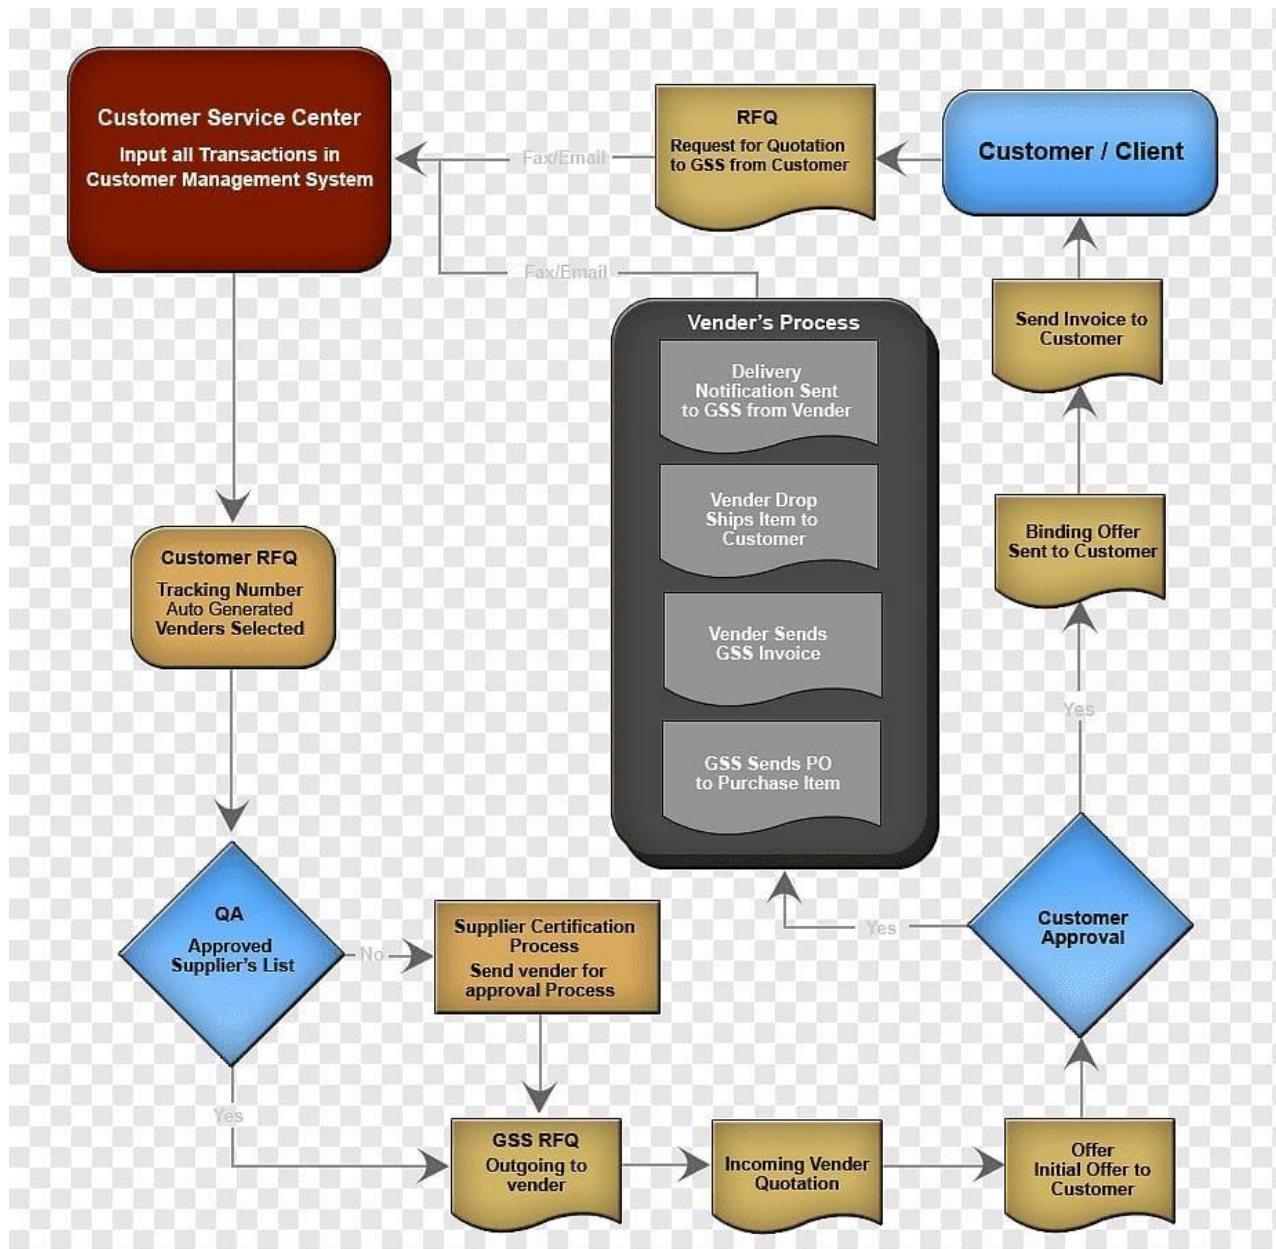 Customer Service Center
Input all Transactions in
Customer Management System
Fax/Email
RFQ
Request for Quotation
to GSS from Customer
Customer / Client
Fax/Email
Vender's Process
Delivery
Notification Sent
to GSS from Vender
Vender Drop
Ships Item to
Customer
Vender Sends
GSS Invoice
GSS Sends PO
to Purchase Item
Send Invoice to
Customer
Binding Offer
Sent to Customer
Yes
Customer RFQ
Tracking Number
Auto Generated
Venders Selected
QA
Approved
Supplier's List
No
Supplier Certification
Process
Send vender for
approval Process
Yes
Customer
Approval
Yes
GSS RFQ
Outgoing to
vender
Incoming Vender
Quotation
Offer
Initial Offer to
Customer